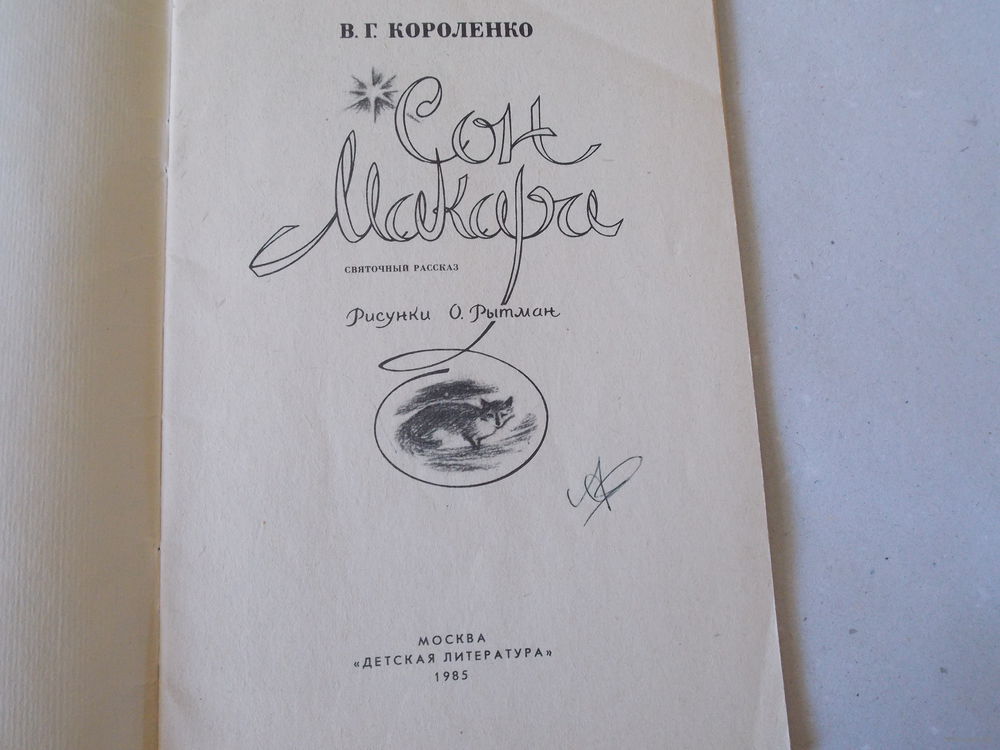 В. Г. КОРОЛЕНКО
Сон
Макара
СВЯТОЧНЫЙ РАССКАЗ
Рисунки О. Рытман
МОСКВА
«ДЕТСКАЯ ЛИТЕРАТУРА»
1985